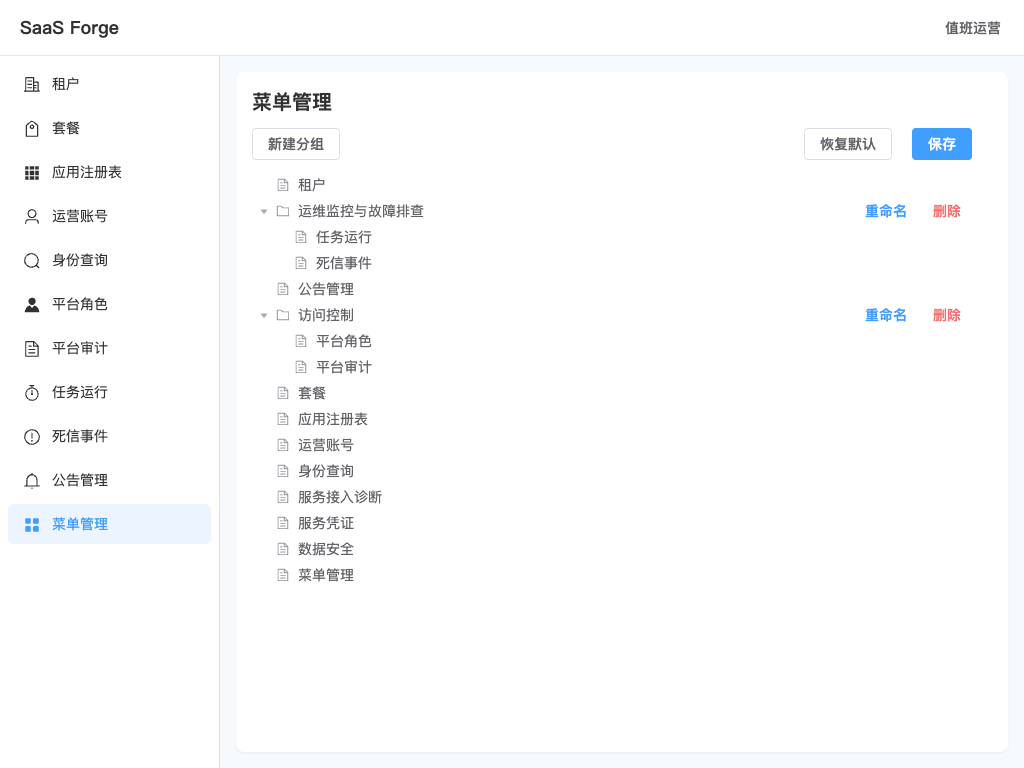 SaaS Forge
值班运营
租户
套餐
应用注册表
运营账号
身份查询
平台角色
平台审计
任务运行
死信事件
公告管理
菜单管理
菜单管理
新建分组
恢复默认
保存
租户
运维监控与故障排查
重命名
删除
任务运行
死信事件
公告管理
访问控制
重命名
删除
平台角色
平台审计
套餐
应用注册表
运营账号
身份查询
服务接入诊断
服务凭证
数据安全
菜单管理